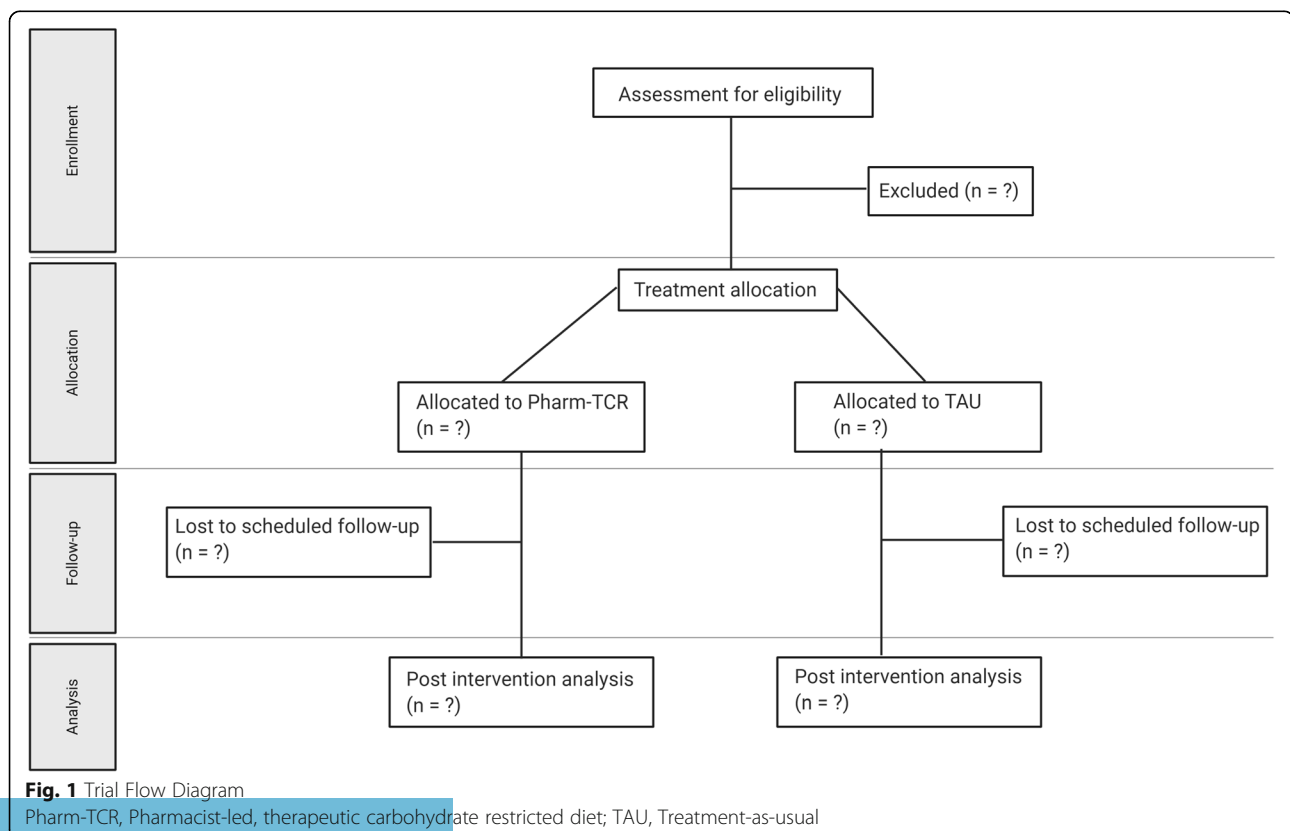 Enrollment
Assessment for eligibility
Excluded (n = ?)
Allocation
Treatment allocation
Allocated to Pharm-TCR
(n = ?)
Allocated to TAU
(n = ?)
Follow-up
Lost to scheduled follow-up
(n = ?)
Lost to scheduled follow-up
(n = ?)
Analysis
Post intervention analysis
(n = ?)
Post intervention analysis
(n = ?)
Fig. 1 Trial Flow Diagram
Pharm-TCR, Pharmacist-led, therapeutic carbohydrate restricted diet; TAU, Treatment-as-usual